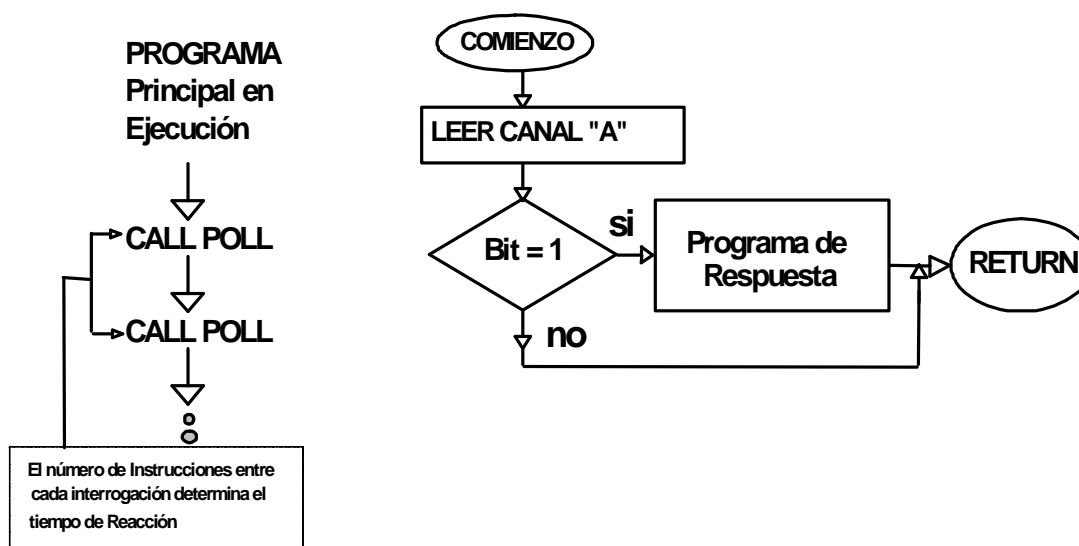 PROGRAMA
Principal en
Ejecución
CALL POLL
CALL POLL
El número de Instrucciones entre
cada interrogación determina el
tiempo de Reacción
COMIENZO
LEER CANAL "A"
Bit = 1
si
no
Programa de
Respuesta
RETURN